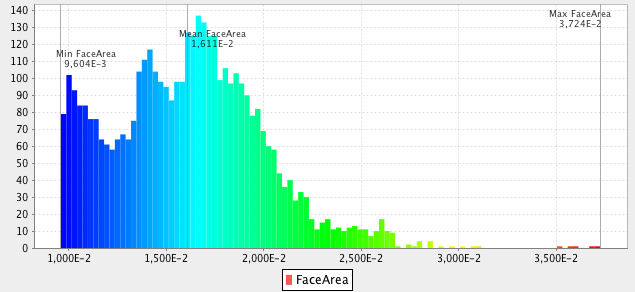 140
130
120
110
100
90
80
70
60
50
40
30
20
10
0
Min FaceArea
9,604E-3
Mean FaceArea
1,611E-2
Max FaceArea
3,724E-2
1,000E-2 1,500E-2 2,000E-2 2,500E-2 3,000E-2 3,500E-2
FaceArea